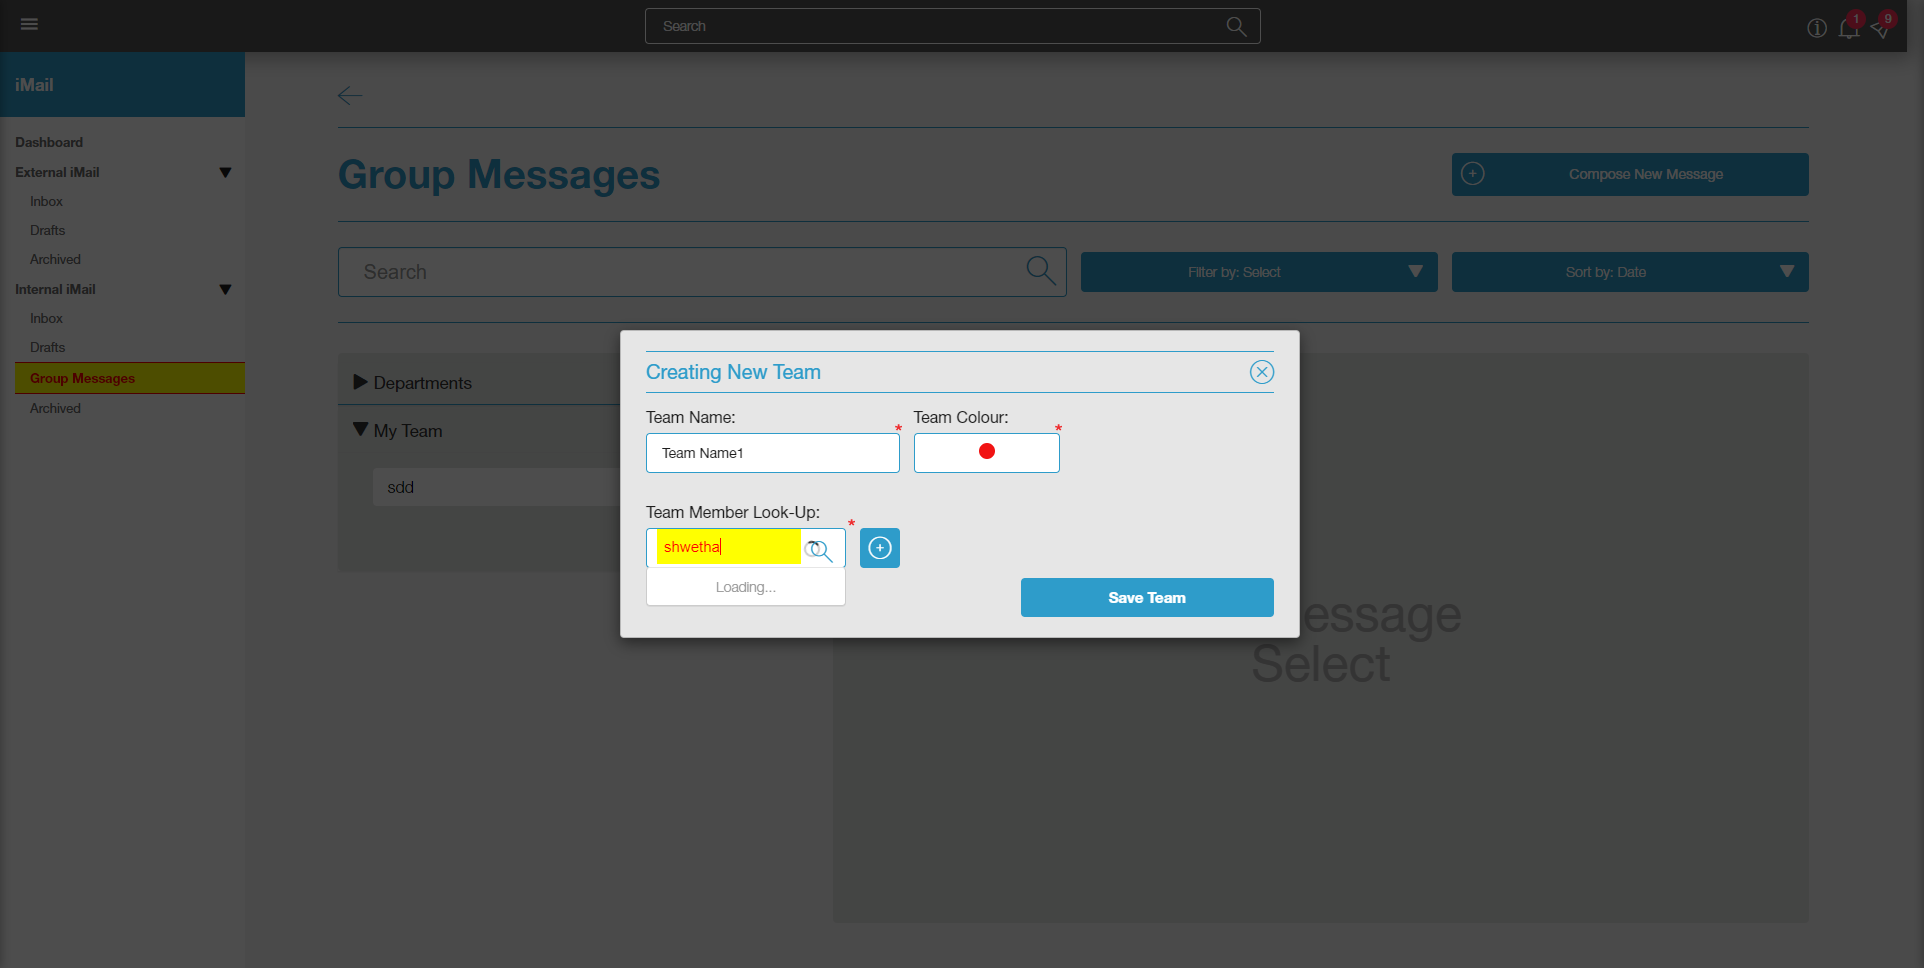 Search
1
9
iMail
Dashboard
External iMail
Inbox
Drafts
Archived
Internal iMail
Inbox
Drafts
Group Messages
Archived
Group Messages
Compose New Message
Search
Filter by: Select
Sort by: Date
Departments
My Team
sdd
Creating New Team
Team Name:
*
Team Colour:
*
Team Name1
Team Member Look-Up:
*
shwetha
Loading...
Save Team
essage
Select